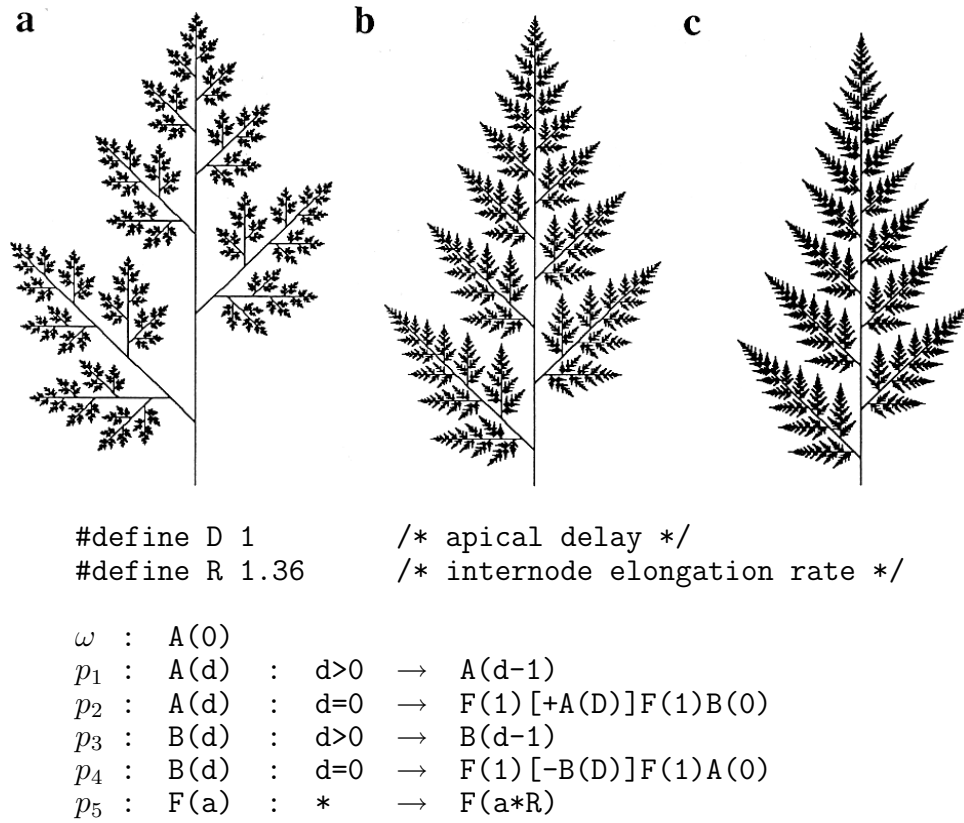 a b c
#define D 1 /* apical delay */
#define R 1.36 /* internode elongation rate */
ω : A(0)
p₁ : A(d) : d>0 → A(d-1)
p₂ : A(d) : d=0 → F(1)[+A(D)]F(1)B(0)
p₃ : B(d) : d>0 → B(d-1)
p₄ : B(d) : d=0 → F(1)[-B(D)]F(1)A(0)
p₅ : F(a) : * → F(a*R)